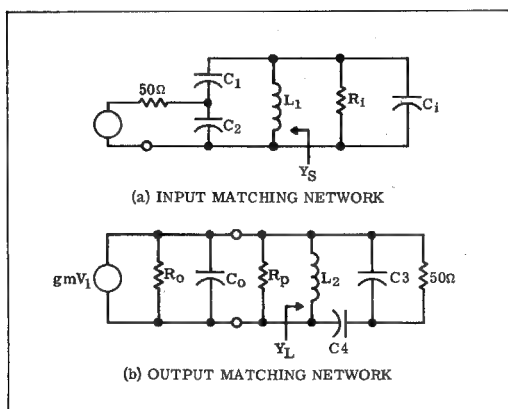 50Ω
C1
C2
L1
Ri
Ci
YS
(a) INPUT MATCHING NETWORK
gmV1
Ro
Co
Rp
L2
C3
50Ω
YL
C4
(b) OUTPUT MATCHING NETWORK